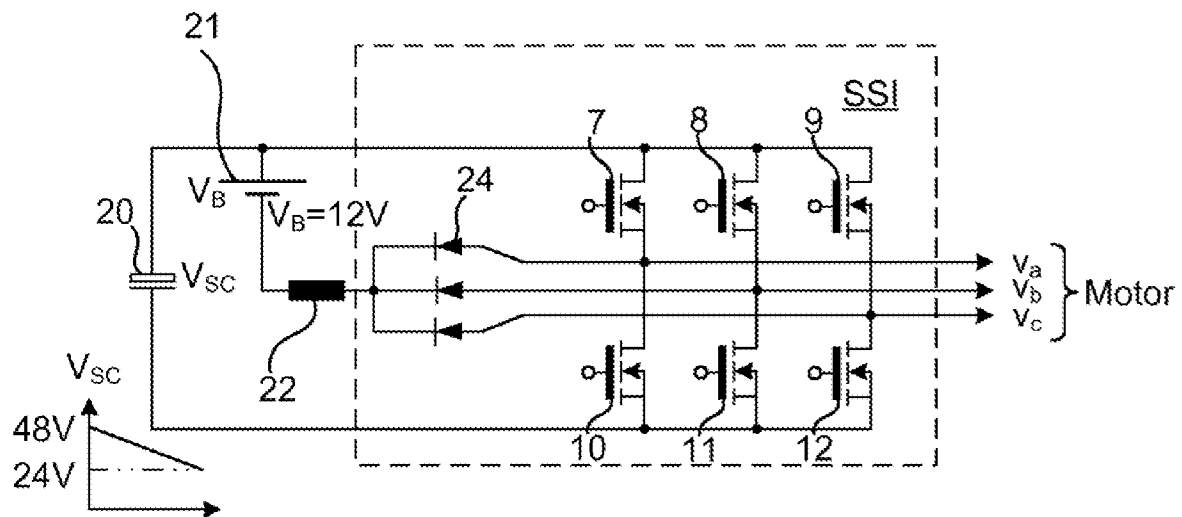 21
SSI
7
8
9
V_B
24
20
V_B=12V
V_SC
v_a
v_b
v_c
Motor
22
V_SC
48V
24V
10
11
12